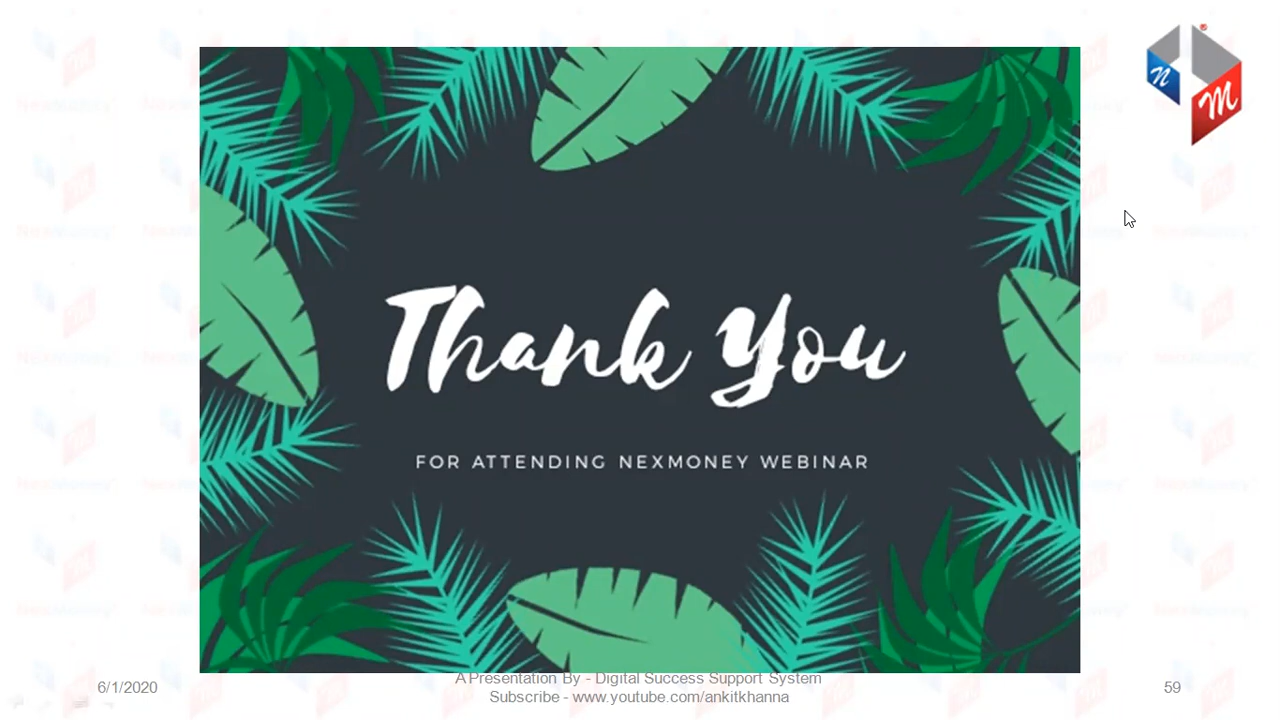 n
m
Thank You
FOR ATTENDING NEXMONEY WEBINAR
6/1/2020
A Presentation By - Digital Success Support System
Subscribe - www.youtube.com/ankitkhanna
59